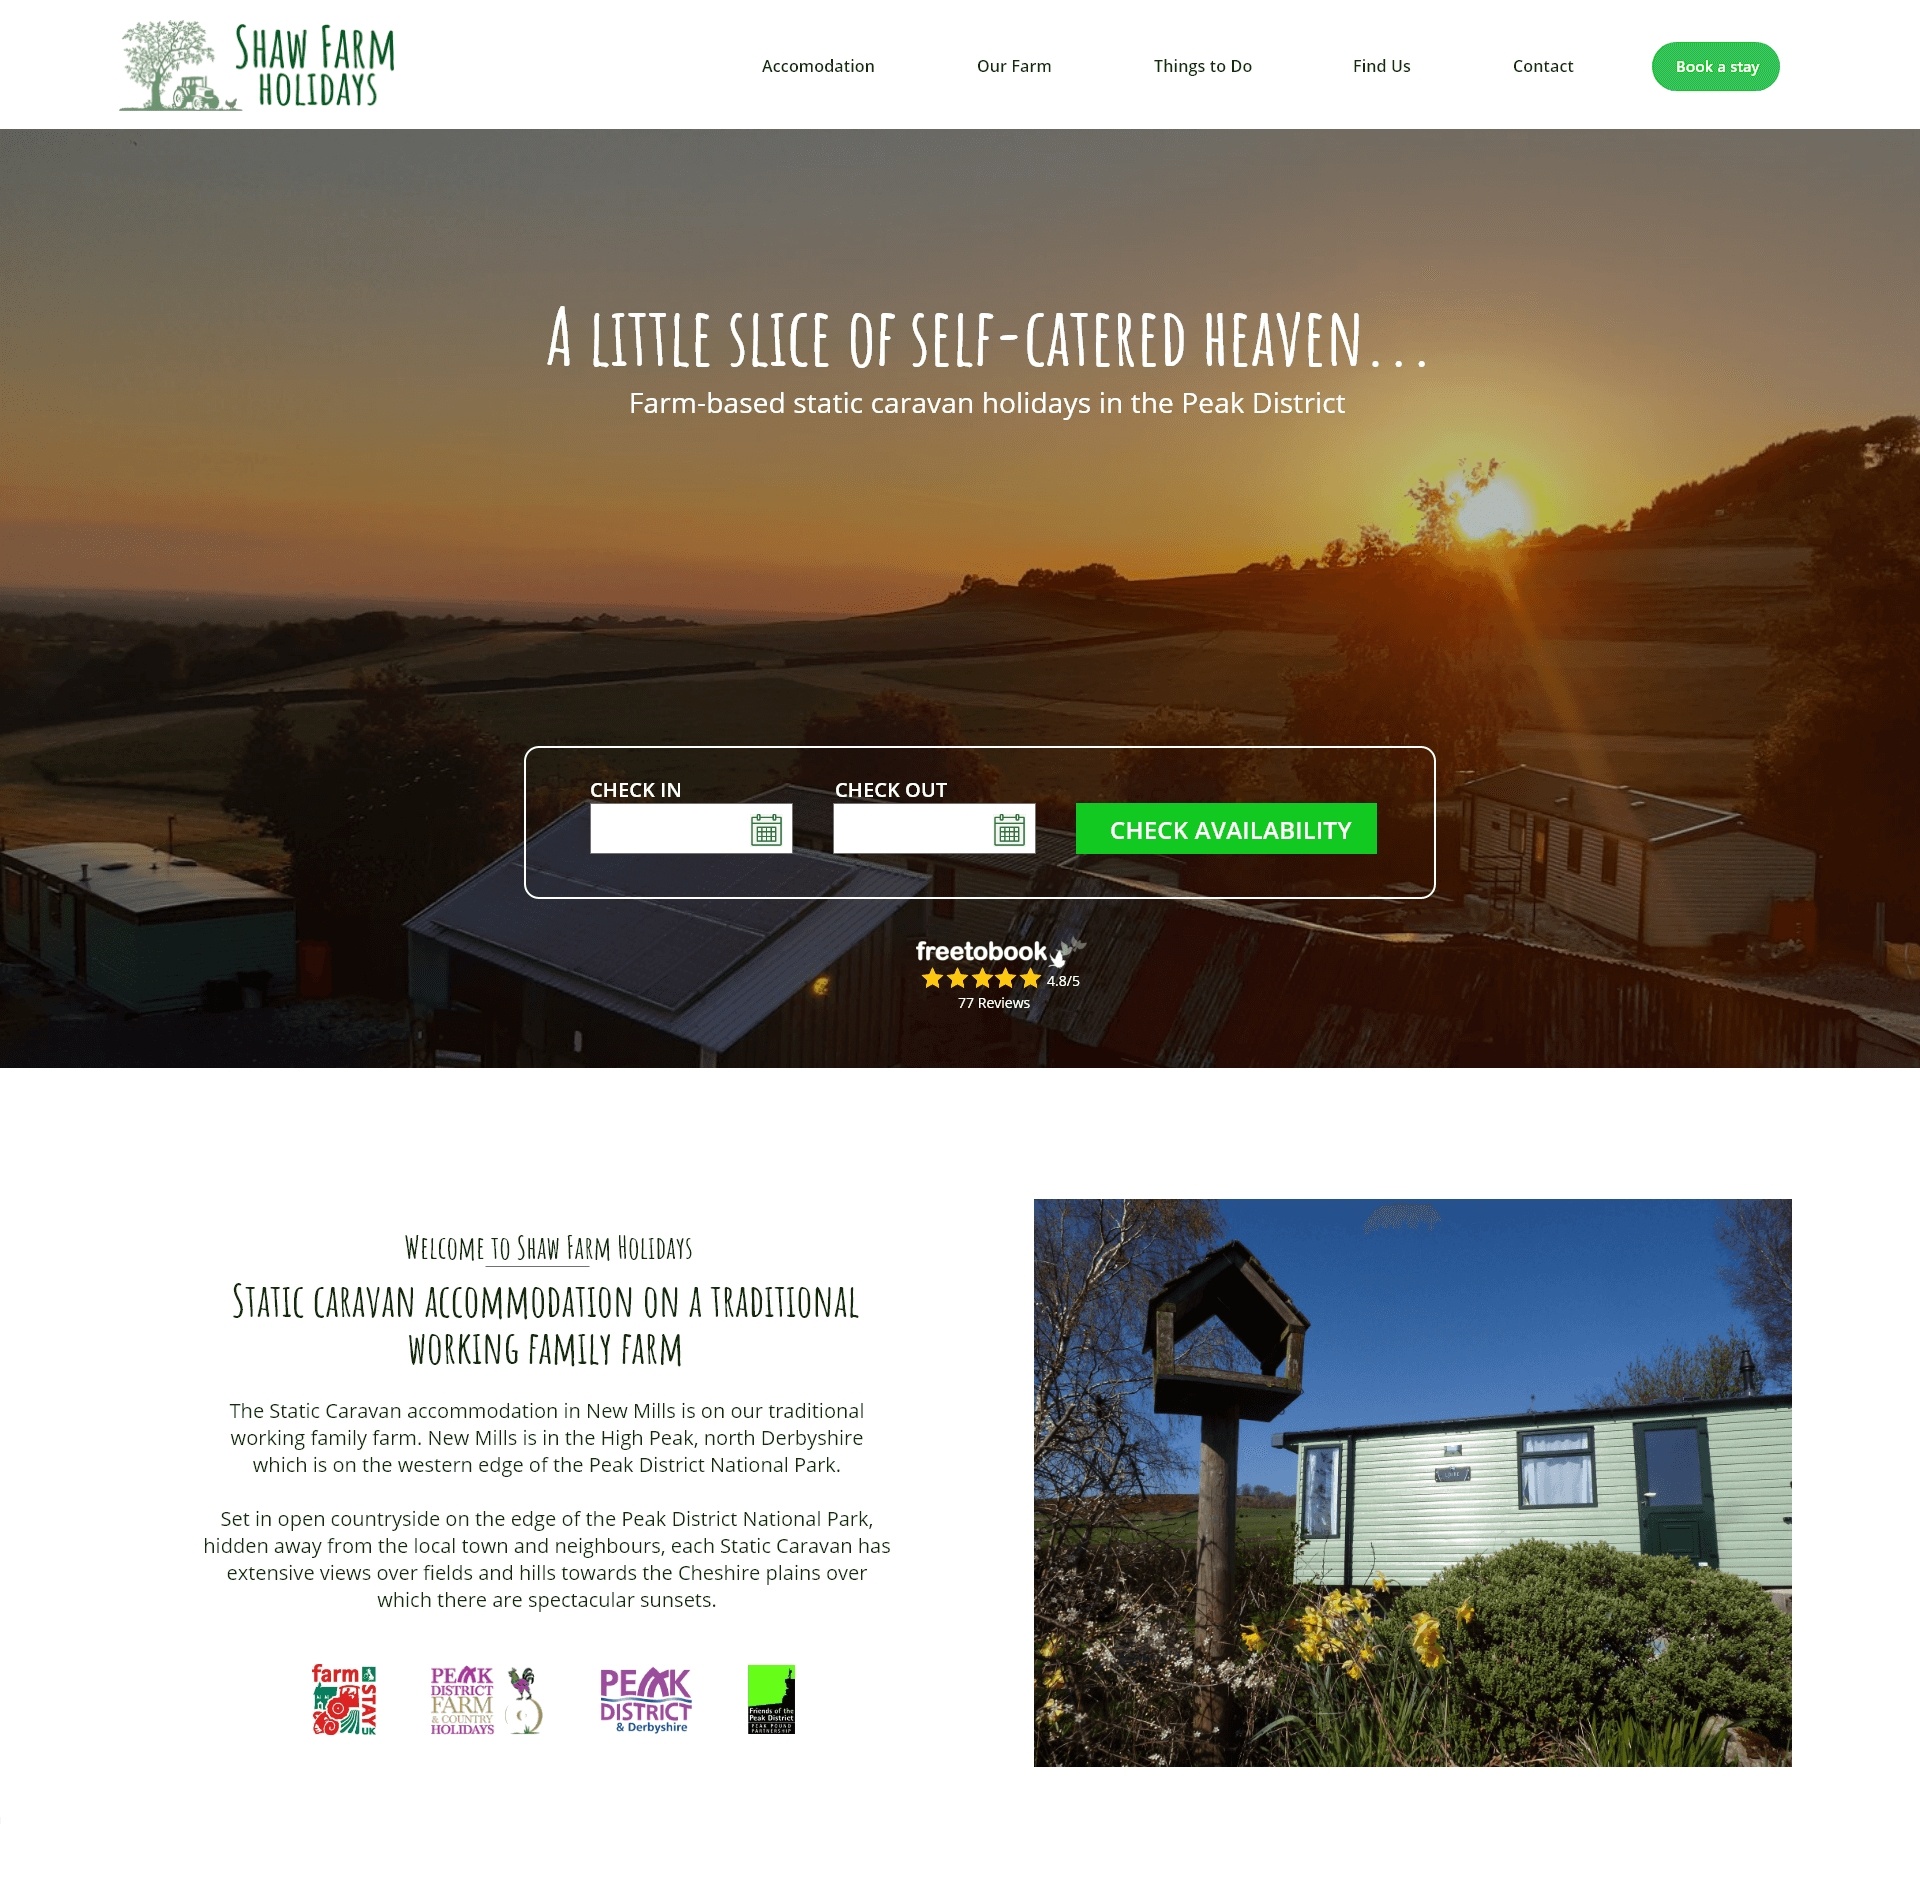 SHAW FARM
HOLIDAYS
Accomodation
Our Farm
Things to Do
Find Us
Contact
Book a stay
A LITTLE SLICE OF SELF-CATERED HEAVEN...
Farm-based static caravan holidays in the Peak District
CHECK IN
CHECK OUT
CHECK AVAILABILITY
freetobook
4.8/5
77 Reviews
WELCOME TO SHAW FARM HOLIDAYS
STATIC CARAVAN ACCOMMODATION ON A TRADITIONAL
WORKING FAMILY FARM
The Static Caravan accommodation in New Mills is on our traditional
working family farm. New Mills is in the High Peak, north Derbyshire
which is on the western edge of the Peak District National Park.
Set in open countryside on the edge of the Peak District National Park,
hidden away from the local town and neighbours, each Static Caravan has
extensive views over fields and hills towards the Cheshire plains over
which there are spectacular sunsets.
farm
STAY
UK
PEAK
DISTRICT
FARM
& COUNTRY
HOLIDAYS
PEAK
DISTRICT
& Derbyshire
Friends of the
Peak District
PEAK POUND
PARTNERSHIP